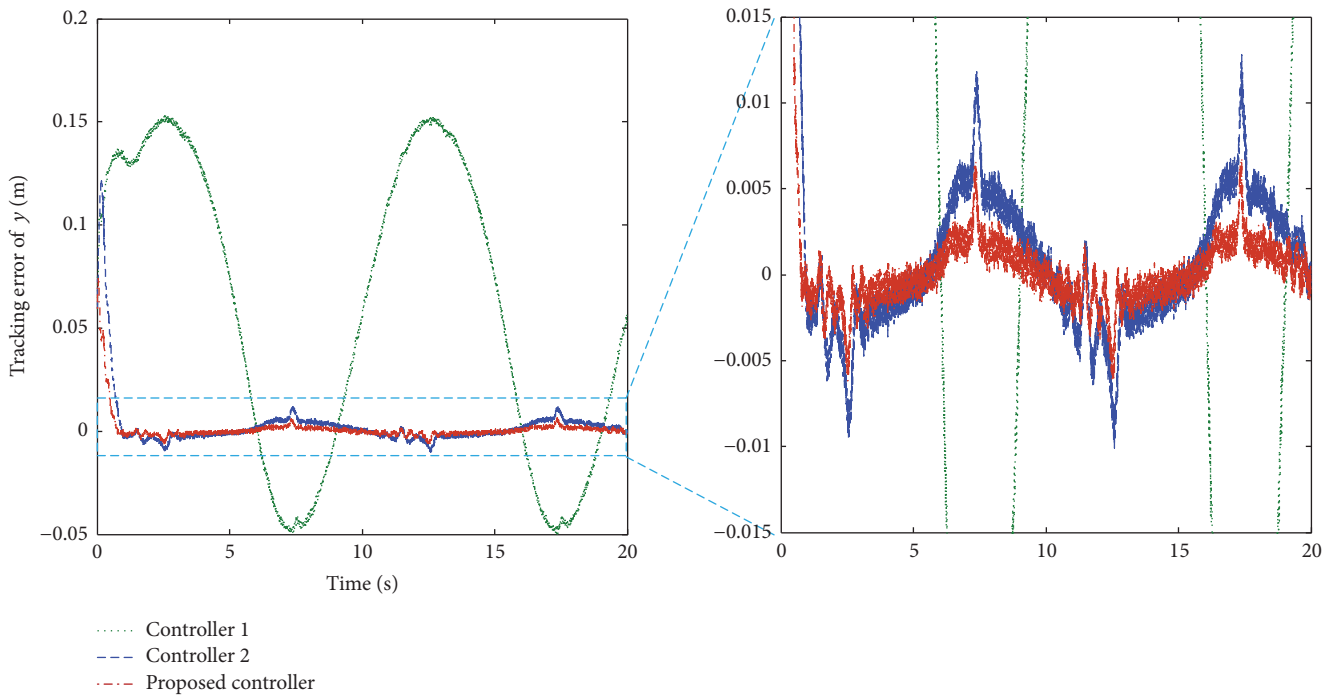 0.2
0.15
0.1
0.05
0
−0.05
Tracking error of y (m)
0 5 10 15 20
Time (s)
0.015
0.01
0.005
0
−0.005
−0.01
−0.015
0 5 10 15 20
Controller 1
Controller 2
Proposed controller